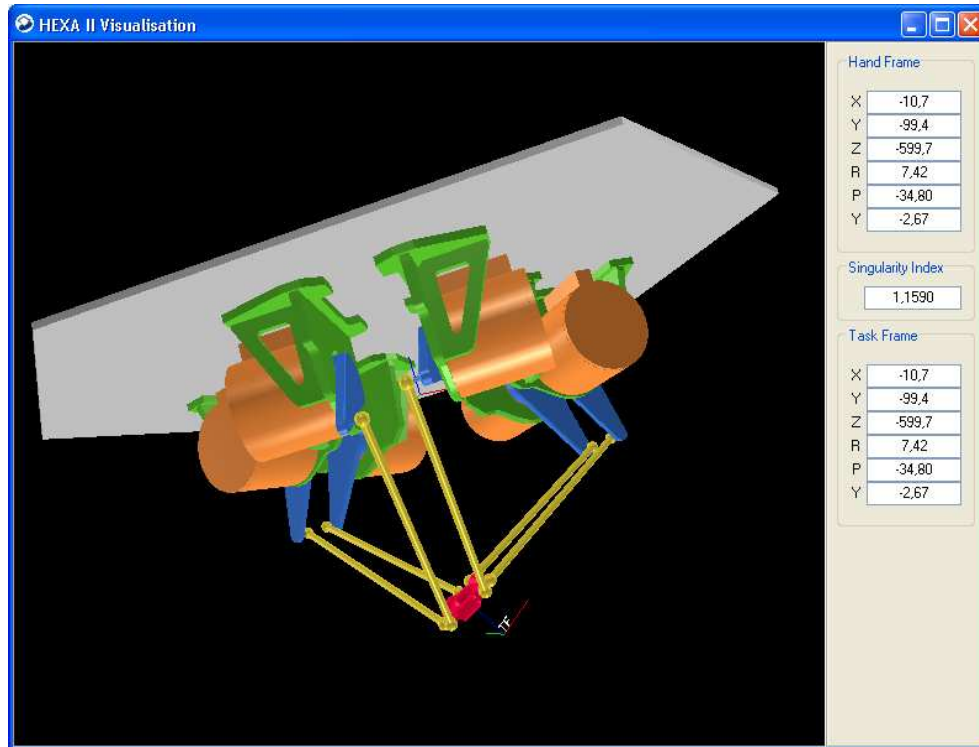 HEXA II Visualisation
Hand Frame
X -10,7
Y -99,4
Z -599,7
R 7,42
P -34,80
Y -2,67
Singularity Index
1,1590
Task Frame
X -10,7
Y -99,4
Z -599,7
R 7,42
P -34,80
Y -2,67
TF